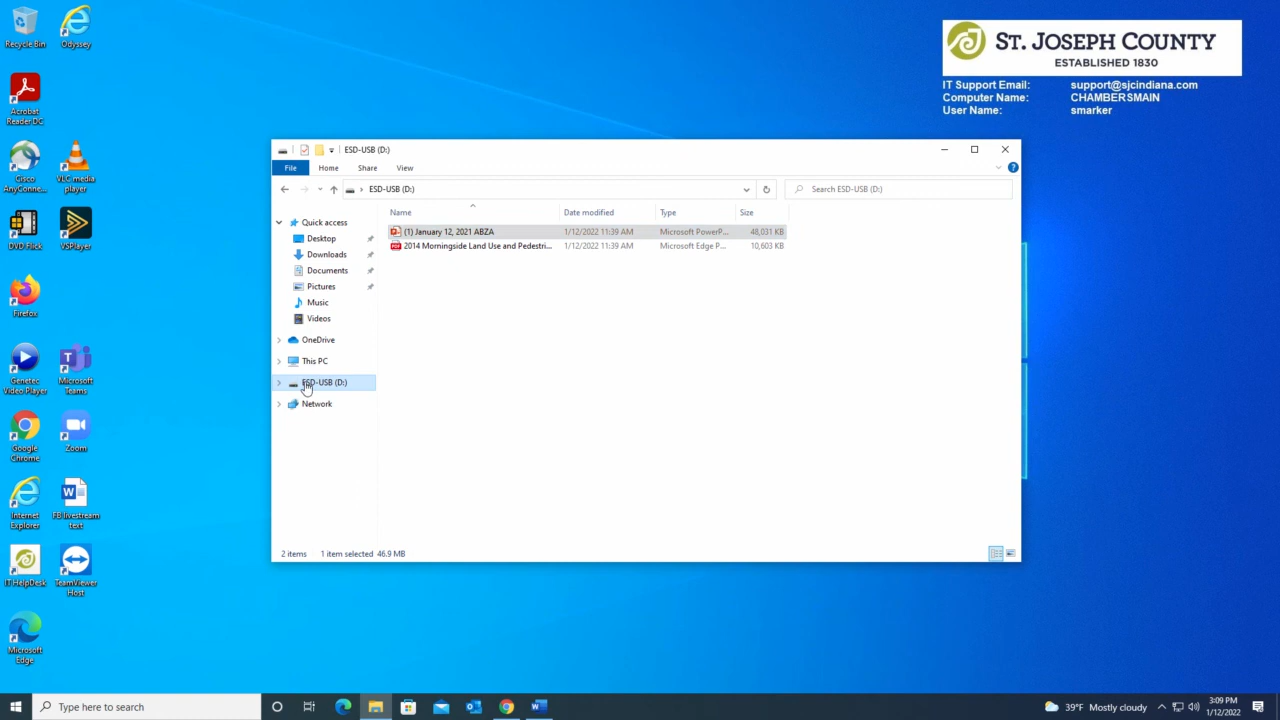 Recycle Bin
Odyssey
Acrobat
Reader DC
Cisco
AnyConne...
VLC media
player
DVD Flick
VSPlayer
Firefox
Genetec
Video Player
Microsoft
Teams
Google
Chrome
Zoom
Internet
Explorer
FB livestream
text
IT HelpDesk
TeamViewer
Host
Microsoft
Edge
ST. JOSEPH COUNTY
ESTABLISHED 1830
IT Support Email: support@sjcindiana.com
Computer Name: CHAMBERSMAIN
User Name: smarker
ESD-USB (D:)
File Home Share View
ESD-USB (D:) Search ESD-USB (D:)
Name Date modified Type Size
(1) January 12, 2021 ABZA 1/12/2022 11:39 AM Microsoft PowerP... 48,031 KB
2014 Morningside Land Use and Pedestri... 1/12/2022 11:39 AM Microsoft Edge P... 10,603 KB
Quick access
Desktop
Downloads
Documents
Pictures
Music
Videos
OneDrive
This PC
ESD-USB (D:)
Network
2 items 1 item selected 46.9 MB
Type here to search
39°F Mostly cloudy
3:09 PM
1/12/2022